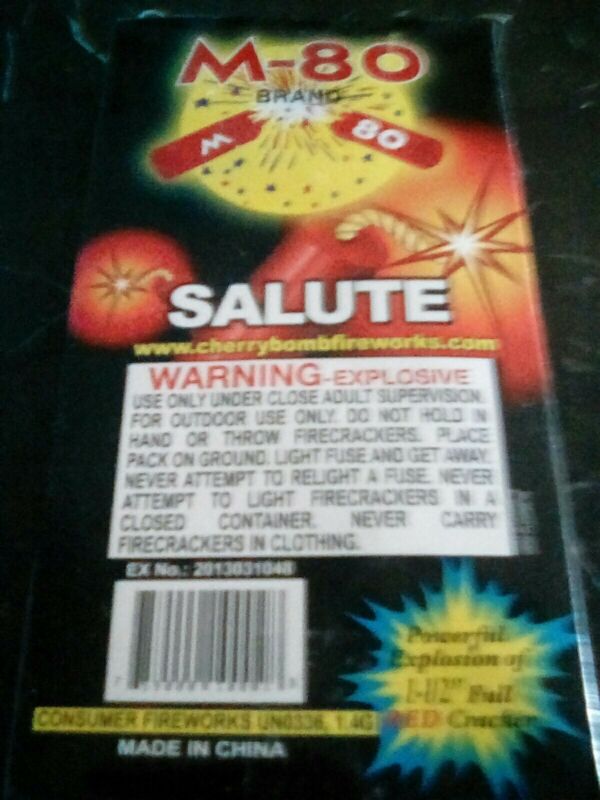 M-80
BRAND
M 80
SALUTE
www.cherrybombfireworks.com
WARNING-EXPLOSIVE
USE ONLY UNDER CLOSE ADULT SUPERVISION.
FOR OUTDOOR USE ONLY. DO NOT HOLD IN
HAND OR THROW FIRECRACKERS. PLACE
PACK ON GROUND. LIGHT FUSE AND GET AWAY.
NEVER ATTEMPT TO RELIGHT A FUSE. NEVER
ATTEMPT TO LIGHT FIRECRACKERS IN A
CLOSED CONTAINER. NEVER CARRY
FIRECRACKERS IN CLOTHING.
EX No.: 2013031048
Powerful
Explosion of
1-1/2" Full
RED Cracker
CONSUMER FIREWORKS UN0336, 1.4G
MADE IN CHINA